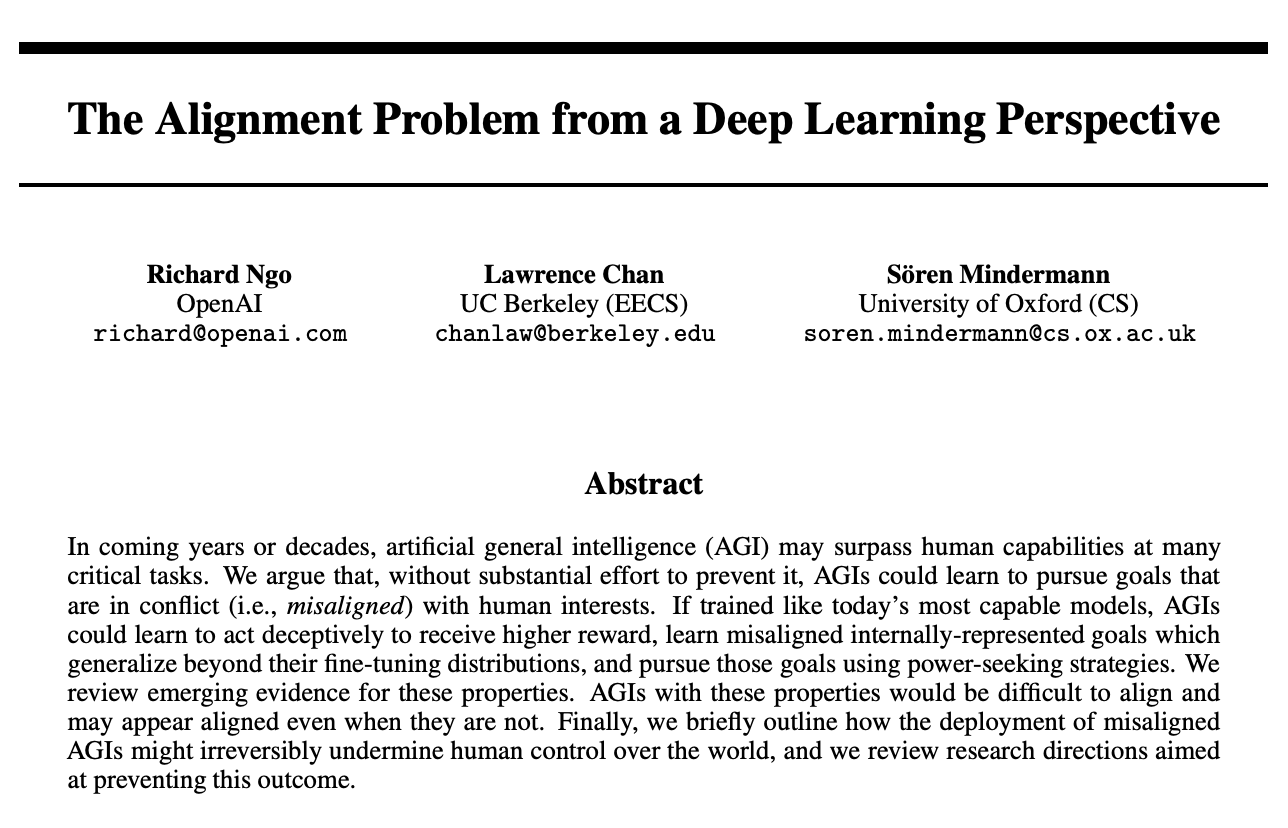 The Alignment Problem from a Deep Learning Perspective
Richard Ngo
OpenAI
richard@openai.com
Lawrence Chan
UC Berkeley (EECS)
chanlaw@berkeley.edu
Sören Mindermann
University of Oxford (CS)
soren.mindermann@cs.ox.ac.uk
Abstract
In coming years or decades, artificial general intelligence (AGI) may surpass human capabilities at many
critical tasks. We argue that, without substantial effort to prevent it, AGIs could learn to pursue goals that
are in conflict (i.e., misaligned) with human interests. If trained like today's most capable models, AGIs
could learn to act deceptively to receive higher reward, learn misaligned internally-represented goals which
generalize beyond their fine-tuning distributions, and pursue those goals using power-seeking strategies. We
review emerging evidence for these properties. AGIs with these properties would be difficult to align and
may appear aligned even when they are not. Finally, we briefly outline how the deployment of misaligned
AGIs might irreversibly undermine human control over the world, and we review research directions aimed
at preventing this outcome.